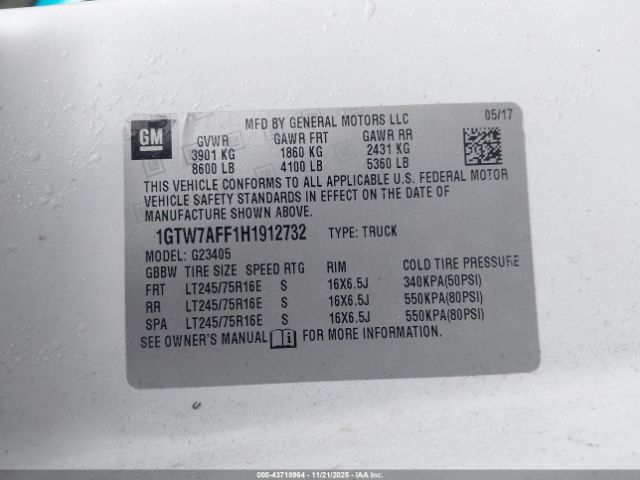 MFD BY GENERAL MOTORS LLC 05/17
GM
GVWR GAWR FRT GAWR RR
3901 KG 1860 KG 2431 KG
8600 LB 4100 LB 5360 LB
THIS VEHICLE CONFORMS TO ALL APPLICABLE U.S. FEDERAL MOTOR
VEHICLE SAFETY STANDARDS IN EFFECT ON THE DATE OF
MANUFACTURE SHOWN ABOVE.
1GTW7AFF1H1912732 TYPE: TRUCK
MODEL: G23405
GBBW TIRE SIZE SPEED RTG RIM COLD TIRE PRESSURE
FRT LT245/75R16E S 16X6.5J 340KPA(50PSI)
RR LT245/75R16E S 16X6.5J 550KPA(80PSI)
SPA LT245/75R16E S 16X6.5J 550KPA(80PSI)
SEE OWNER'S MANUAL FOR MORE INFORMATION.
000-43718964 - 11/21/2025 - IAAI.CA